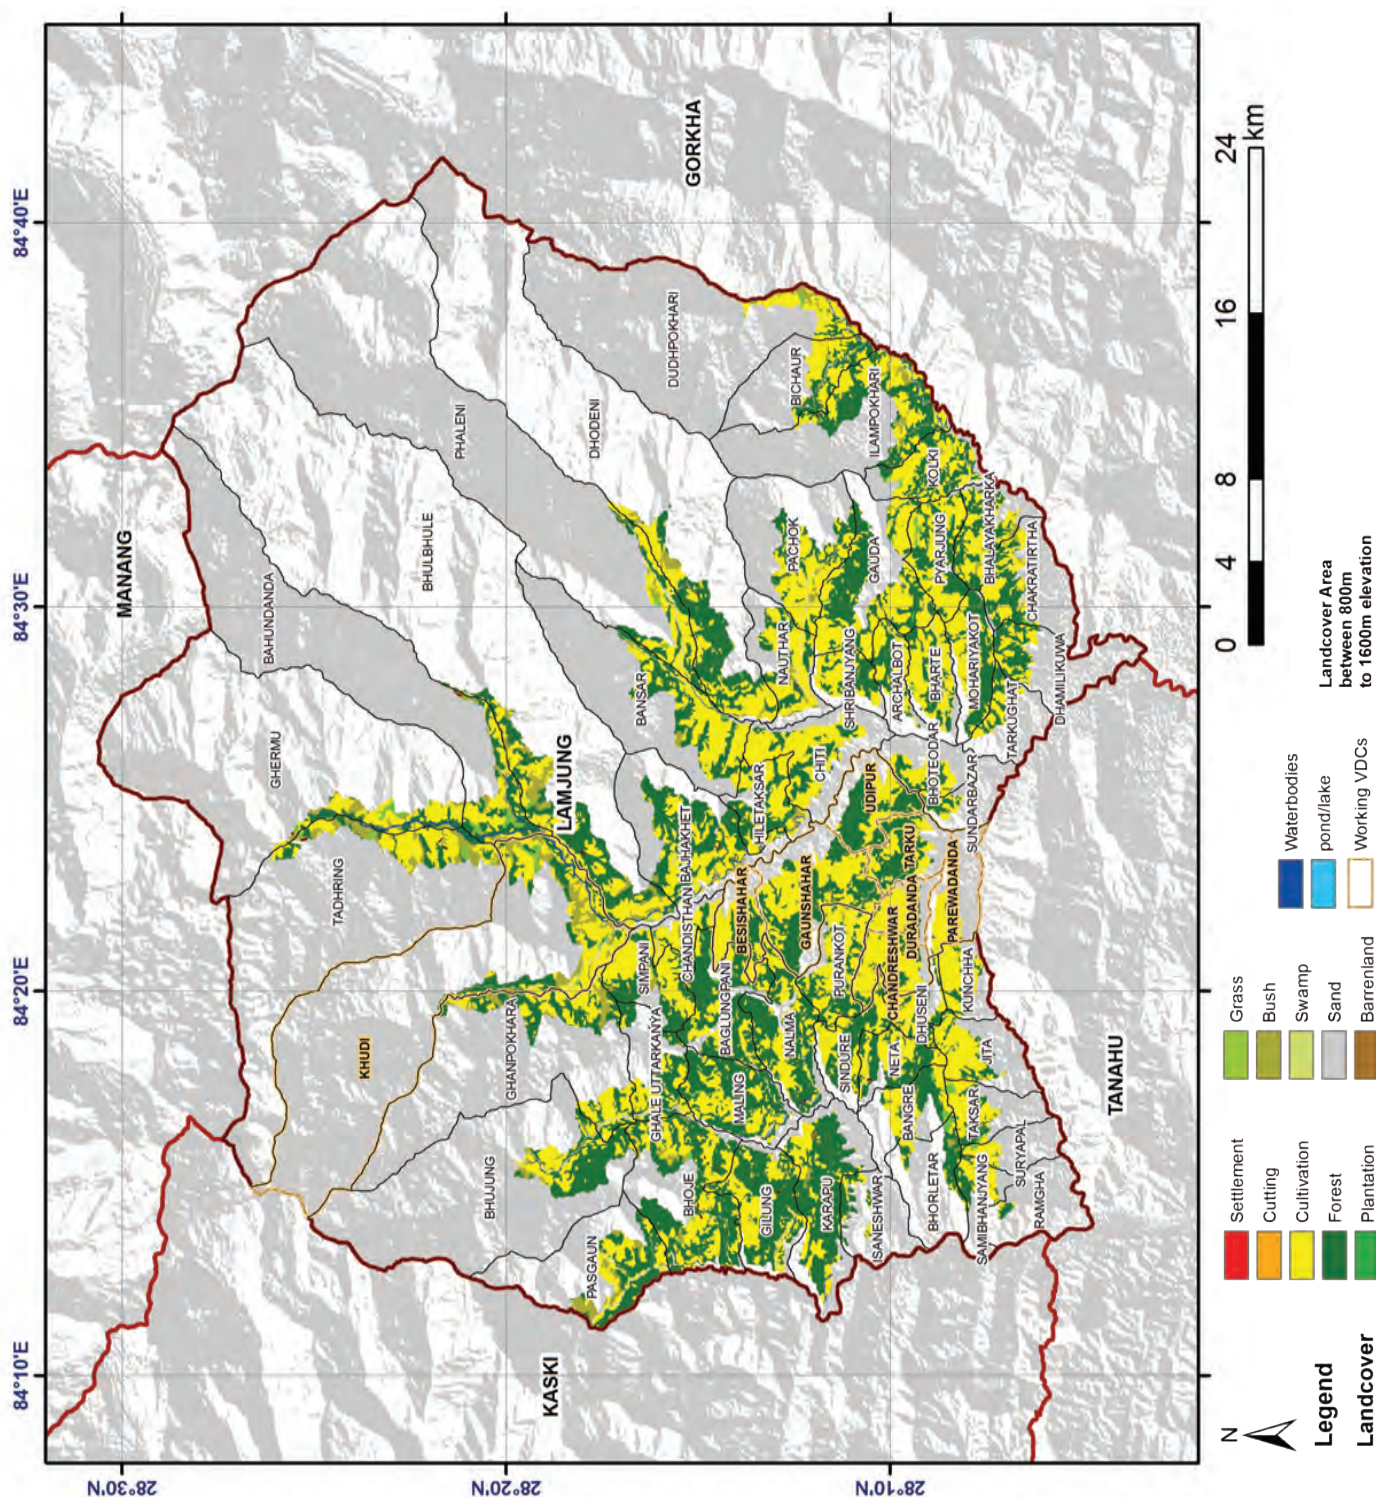 84°10'E
84°20'E
84°30'E
84°40'E
28°30'N
28°20'N
28°10'N
MANANG
GORKHA
KASKI
TANAHU
LAMJUNG
GHERMU
BAHUNDANDA
TADHRING
BHULBHULE
PHALENI
KHUDI
DHODENI
DUDHPOKHARI
GHANPOKHARA
BHUJUNG
BANSAR
PASGAUN
SIMPANI
GHALE UTTARKANYA
CHANDISTHAN BAJHAKHET
BHOJE
BAGLUNGPANI
BESISHAHAR
HILETAKSAR
MALING
GILUNG
NAUTHAR
PACHOK
BICHAUR
NALMA
GAUNSHAHAR
CHITI
KARAPU
SINDURE
PURANKOT
SHRIBANJYANG
GAUDA
ILAMPOKHARI
UDIPUR
ISANESHWAR
NETA
CHANDRESHWAR
ARCHALBOT
BANGRE
DURADANDA
TARKU
DHUSENI
BHOTEODAR
BHARTE
PYARJUNG
KOLKI
BHORLETAR
TAKSAR
KUNCHHA
PAREWADANDA
SUNDARBAZAR
MOHARIYAKOT
BHALAYAKHARKA
SAMIBHANJYANG
JITA
TARKUGHAT
SURYAPAL
RAMGHA
CHAKRATIRTHA
DHAMILIKUWA
0 4 8 16 24
km
N
Legend
Landcover
Settlement
Cutting
Cultivation
Forest
Plantation
Grass
Bush
Swamp
Sand
Barrenland
Waterbodies
pond/lake
Working VDCs
Landcover Area
between 800m
to 1600m elevation